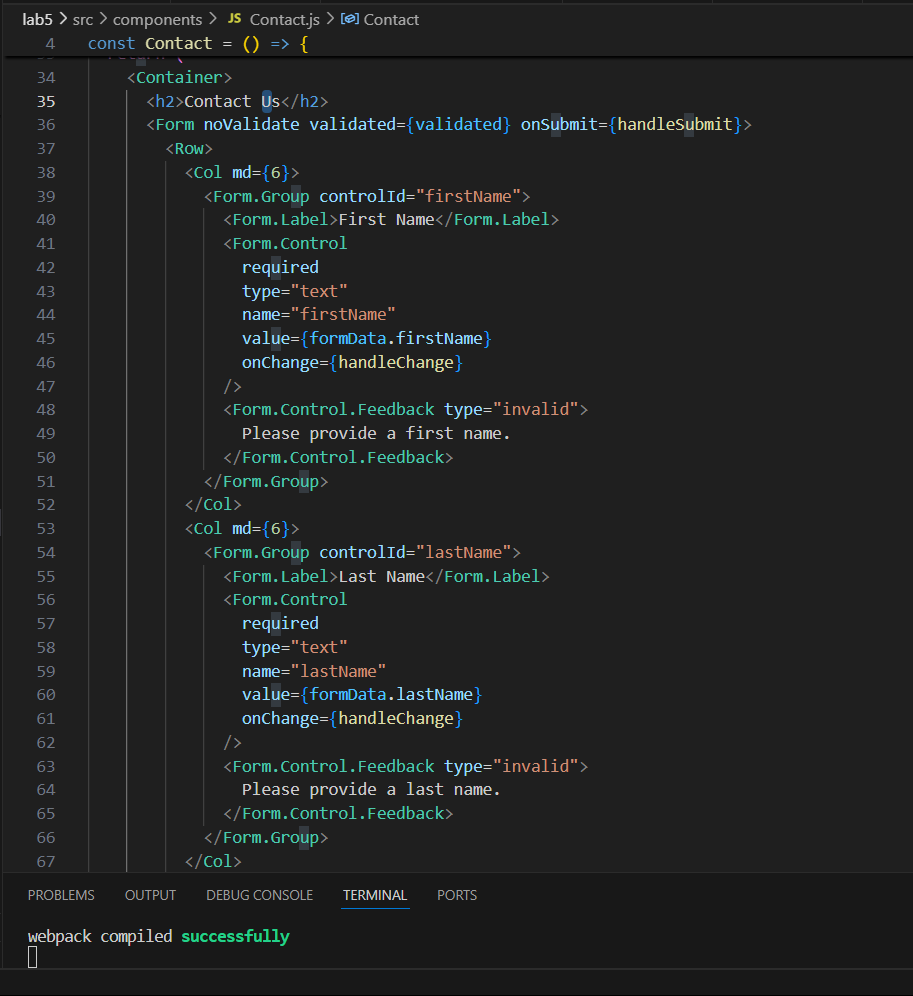 lab5 > src > components > JS Contact.js > Contact
4 const Contact = () => {
34 <Container>
35 <h2>Contact Us</h2>
36 <Form noValidate validated={validated} onSubmit={handleSubmit}>
37 <Row>
38 <Col md={6}>
39 <Form.Group controlId="firstName">
40 <Form.Label>First Name</Form.Label>
41 <Form.Control
42 required
43 type="text"
44 name="firstName"
45 value={formData.firstName}
46 onChange={handleChange}
47 />
48 <Form.Control.Feedback type="invalid">
49 Please provide a first name.
50 </Form.Control.Feedback>
51 </Form.Group>
52 </Col>
53 <Col md={6}>
54 <Form.Group controlId="lastName">
55 <Form.Label>Last Name</Form.Label>
56 <Form.Control
57 required
58 type="text"
59 name="lastName"
60 value={formData.lastName}
61 onChange={handleChange}
62 />
63 <Form.Control.Feedback type="invalid">
64 Please provide a last name.
65 </Form.Control.Feedback>
66 </Form.Group>
67 </Col>
PROBLEMS OUTPUT DEBUG CONSOLE TERMINAL PORTS
webpack compiled successfully